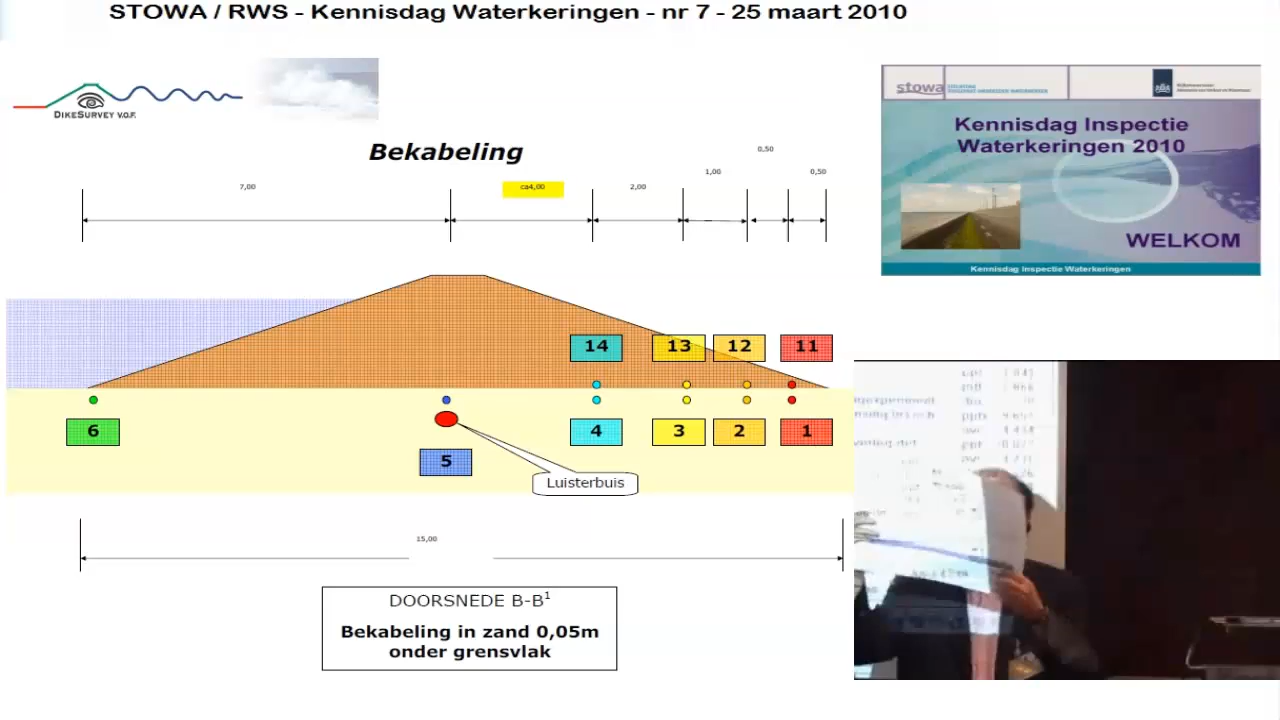 STOWA / RWS - Kennisdag Waterkeringen - nr 7 - 25 maart 2010
DIKESURVEY V.O.F.
stowa
Kennisdag Inspectie
Waterkeringen 2010
WELKOM
Kennisdag Inspectie Waterkeringen
Bekabeling
0,50
7,00
ca4,00
2,00
1,00
0,50
14
13
12
11
6
4
3
2
1
5
Luisterbuis
15,00
DOORSNEDE B-B1
Bekabeling in zand 0,05m
onder grensvlak